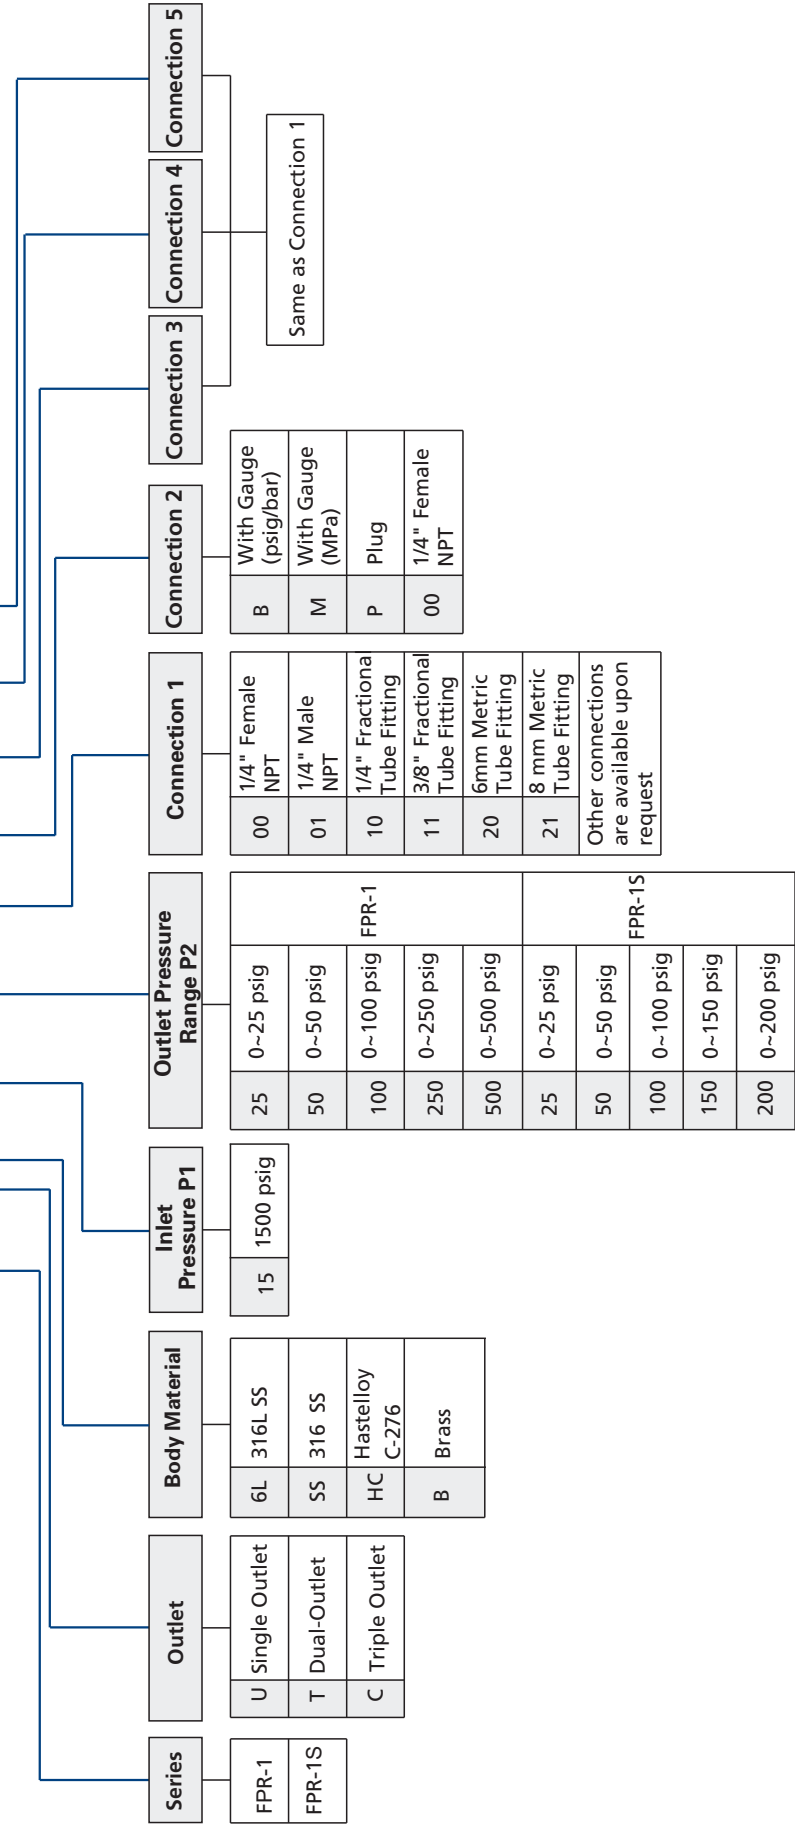 Series
FPR-1
FPR-1S
Outlet
U Single Outlet
T Dual-Outlet
C Triple Outlet
Body Material
6L 316L SS
SS 316 SS
HC Hastelloy
C-276
B Brass
Inlet
Pressure P1
15 1500 psig
Outlet Pressure
Range P2
25 0~25 psig
50 0~50 psig
100 0~100 psig
250 0~250 psig
500 0~500 psig
FPR-1
25 0~25 psig
50 0~50 psig
100 0~100 psig
150 0~150 psig
200 0~200 psig
FPR-1S
Connection 1
00 1/4" Female
NPT
01 1/4" Male
NPT
10 1/4" Fractional
Tube Fitting
11 3/8" Fractional
Tube Fitting
20 6mm Metric
Tube Fitting
21 8 mm Metric
Tube Fitting
Other connections
are available upon
request
Connection 2
B With Gauge
(psig/bar)
M With Gauge
(MPa)
P Plug
00 1/4" Female
NPT
Connection 3
Connection 4
Connection 5
Same as Connection 1